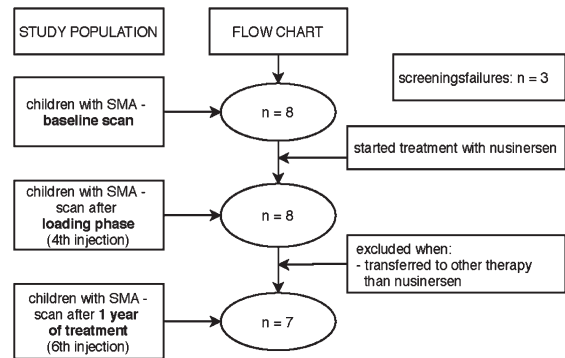 STUDY POPULATION
FLOW CHART
screeningsfailures: n = 3
children with SMA -
baseline scan
n = 8
started treatment with nusinersen
children with SMA -
scan after
loading phase
(4th injection)
n = 8
excluded when:
- transferred to other therapy
than nusinersen
children with SMA -
scan after 1 year
of treatment
(6th injection)
n = 7